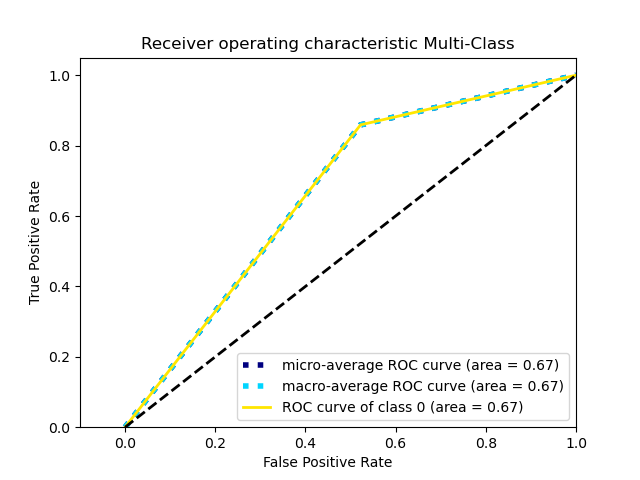 Receiver operating characteristic Multi-Class
1.0
0.8
0.6
0.4
0.2
0.0
True Positive Rate
micro-average ROC curve (area = 0.67)
macro-average ROC curve (area = 0.67)
ROC curve of class 0 (area = 0.67)
0.0 0.2 0.4 0.6 0.8 1.0
False Positive Rate